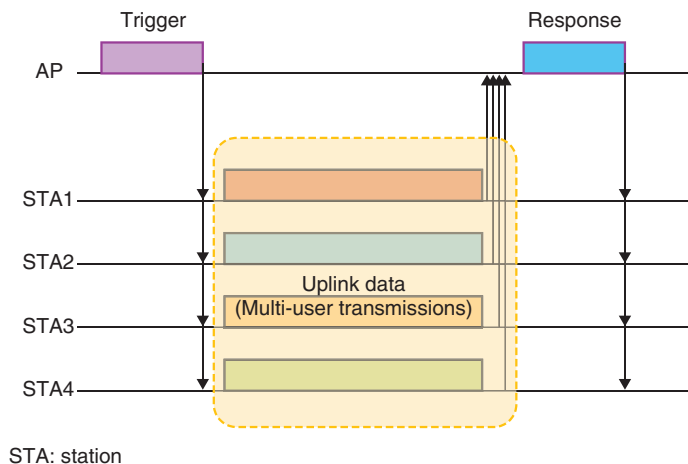 Trigger
Response
AP
STA1
STA2
Uplink data
(Multi-user transmissions)
STA3
STA4
STA: station